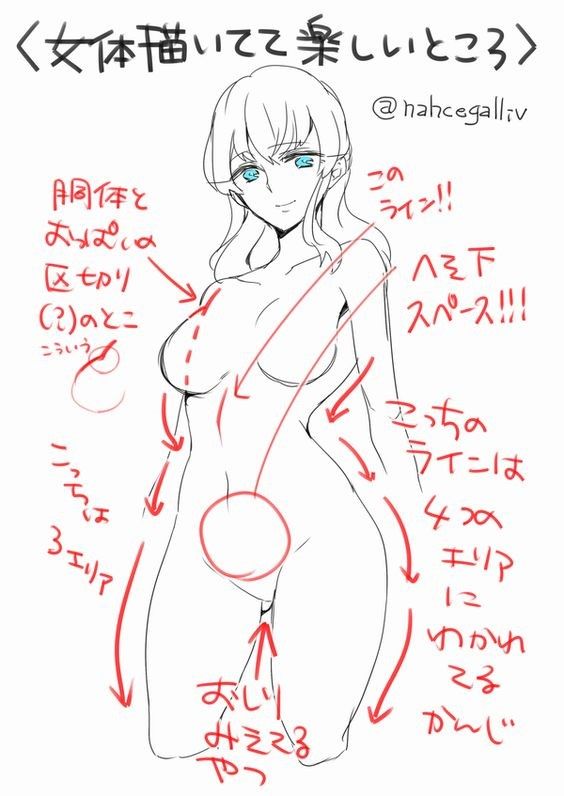 〈女体描いてて楽しいところ〉
@nahcegalliv
胴体と
おっぱいの
区切り
(?)のとこ
こういう
この
ライン!!
ヘソ下
スペース!!!
こっちの
ラインは
4つの
エリア
に
わかれ
てる
かんじ
こっちは
3エリア
おしり
みえてる
やつ